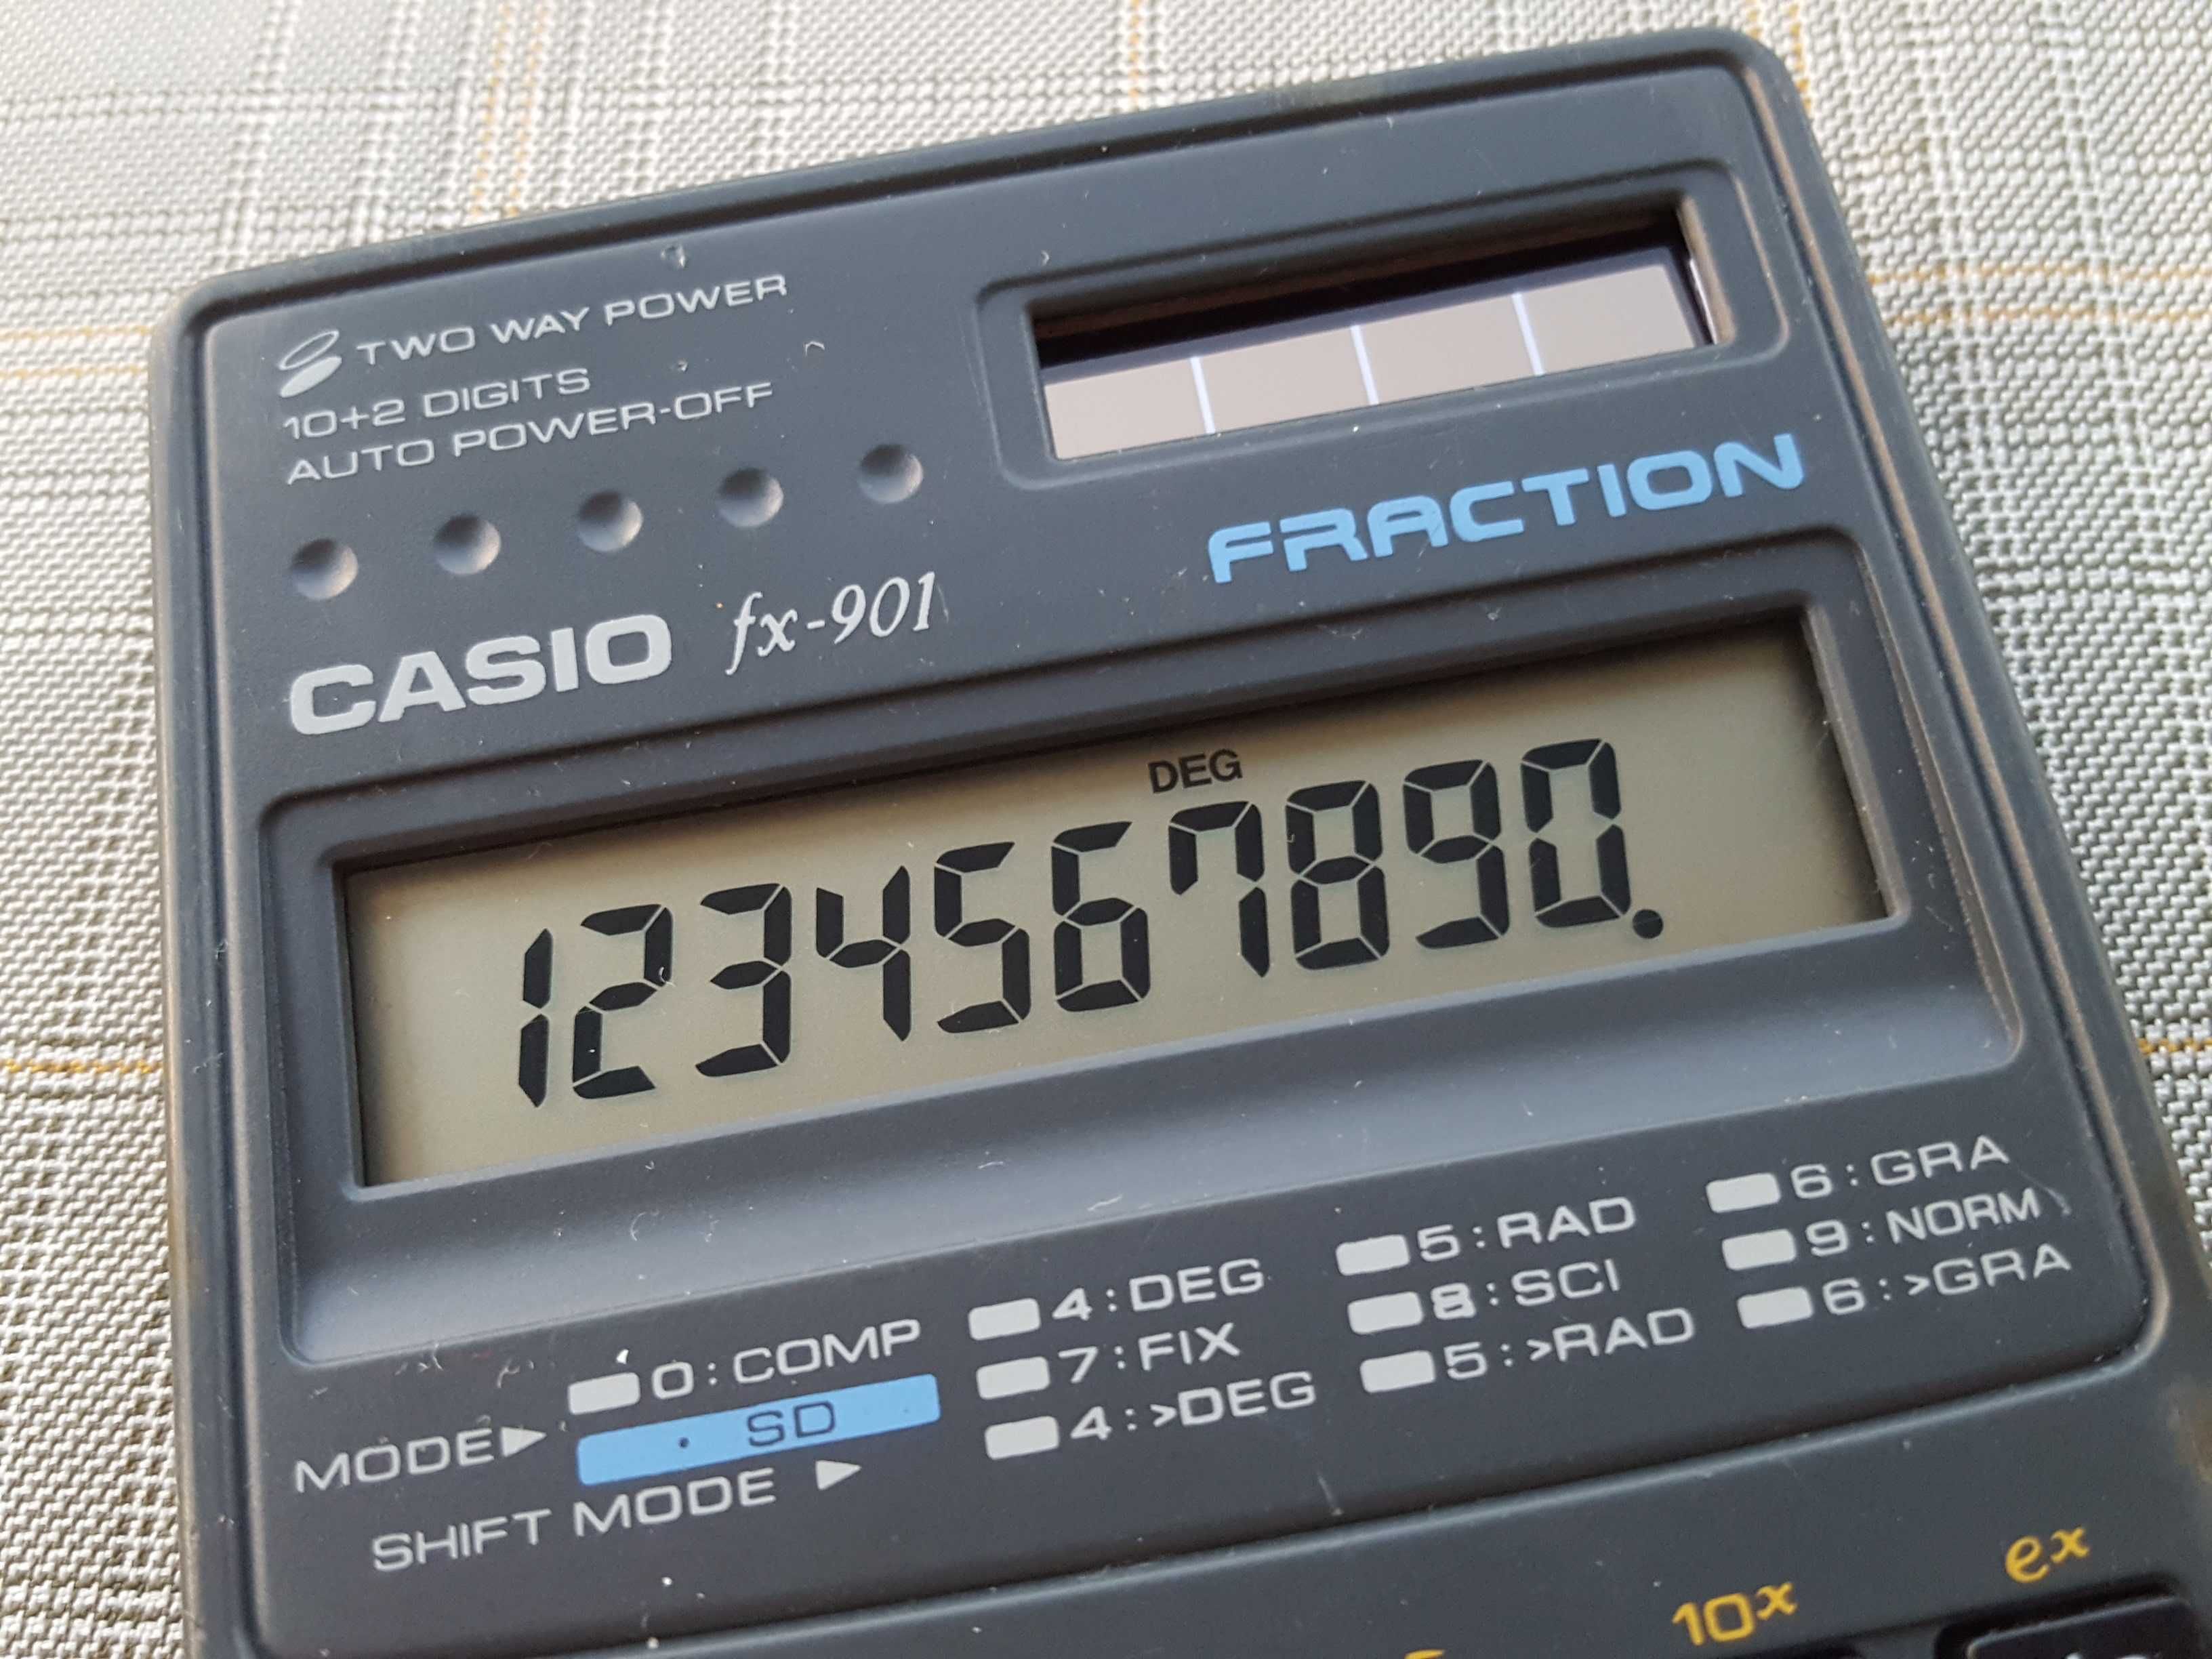 TWO WAY POWER
10+2 DIGITS
AUTO POWER-OFF
FRACTION
CASIO fx-901
DEG
1234567890.
0:COMP 4:DEG 5:RAD 6:GRA
MODE▶ · SD 7:FIX 8:SCI 9:NORM
SHIFT MODE ▶ 4:>DEG 5:>RAD 6:>GRA
10x ex